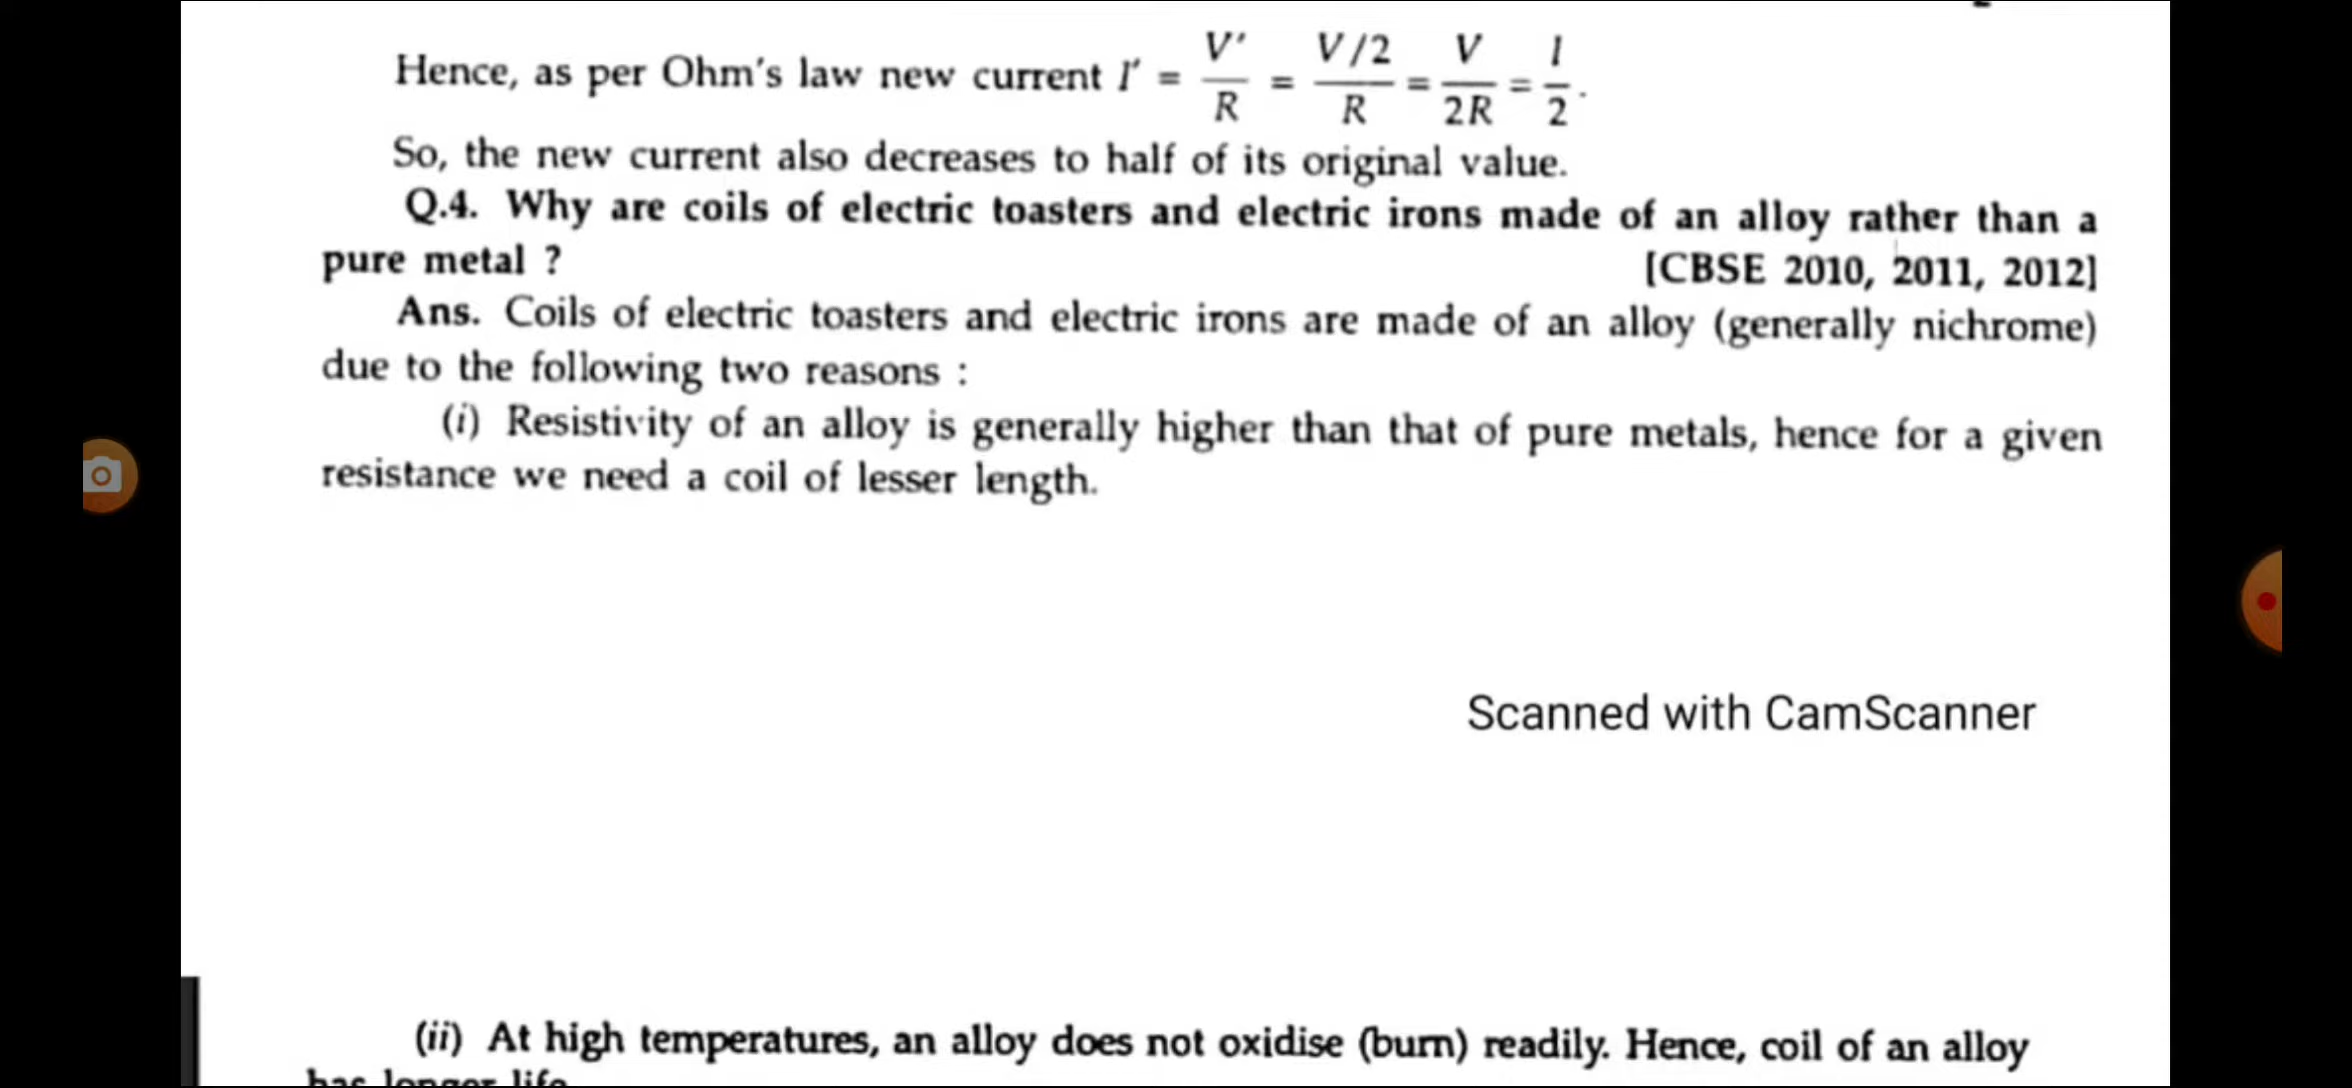 Hence, as per Ohm's law new current I' = V'/R = V/2/R = V/2R = I/2.
So, the new current also decreases to half of its original value.
Q.4. Why are coils of electric toasters and electric irons made of an alloy rather than a
pure metal ? [CBSE 2010, 2011, 2012]
Ans. Coils of electric toasters and electric irons are made of an alloy (generally nichrome)
due to the following two reasons :
(i) Resistivity of an alloy is generally higher than that of pure metals, hence for a given
resistance we need a coil of lesser length.
Scanned with CamScanner
(ii) At high temperatures, an alloy does not oxidise (burn) readily. Hence, coil of an alloy
has longer life